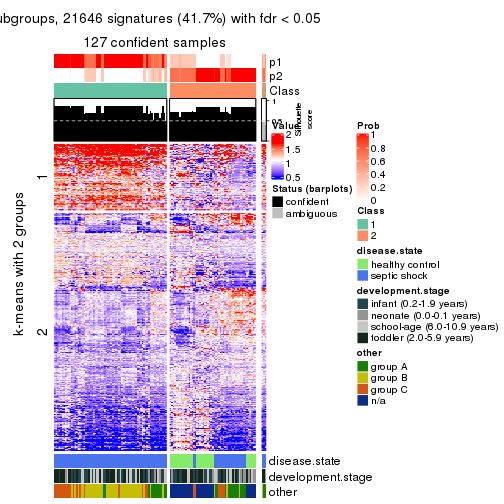 ubgroups, 21646 signatures (41.7%) with fdr < 0.05
127 confident samples
p1
p2
Class
1
0.5
Silhouette
score
k-means with 2 groups
1
2
Value
2
1.5
1
0.5
Status (barplots)
confident
ambiguous
Prob
1
0.8
0.6
0.4
0.2
0
Class
1
2
disease.state
healthy control
septic shock
development.stage
infant (0.2-1.9 years)
neonate (0.0-0.1 years)
school-age (6.0-10.9 years)
toddler (2.0-5.9 years)
other
group A
group B
group C
n/a
disease.state
development.stage
other